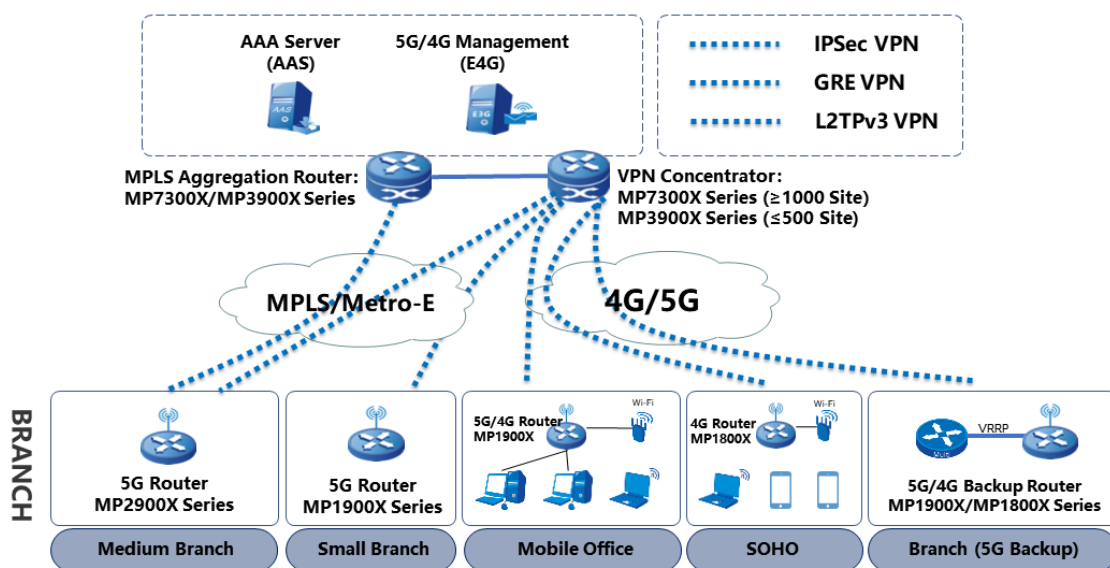 AAA Server
(AAS)
5G/4G Management
(E4G)
AAS
E3G
IPSec VPN
GRE VPN
L2TPv3 VPN
MPLS Aggregation Router:
MP7300X/MP3900X Series
VPN Concentrator:
MP7300X Series (≥1000 Site)
MP3900X Series (≤500 Site)
MPLS/Metro-E
4G/5G
BRANCH
5G Router
MP2900X Series
Medium Branch
5G Router
MP1900X Series
Small Branch
Wi-Fi
5G/4G Router
MP1900X
Mobile Office
Wi-Fi
4G Router
MP1800X
SOHO
VRRP
Multi
5G/4G Backup Router
MP1900X/MP1800X Series
Branch (5G Backup)